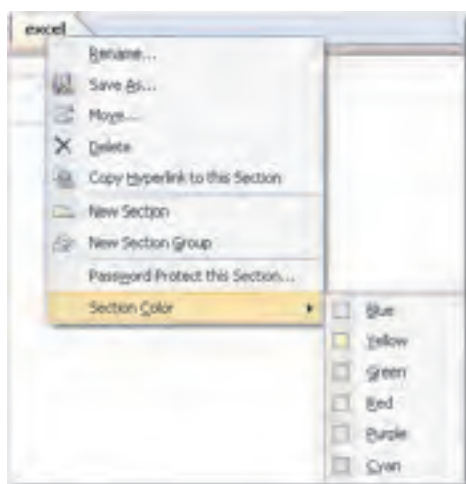 excel
Rename...
Save As...
Move...
Delete
Copy Hyperlink to this Section
New Section
New Section Group
Password Protect this Section...
Section Color
Blue
Yellow
Green
Red
Purple
Cyan